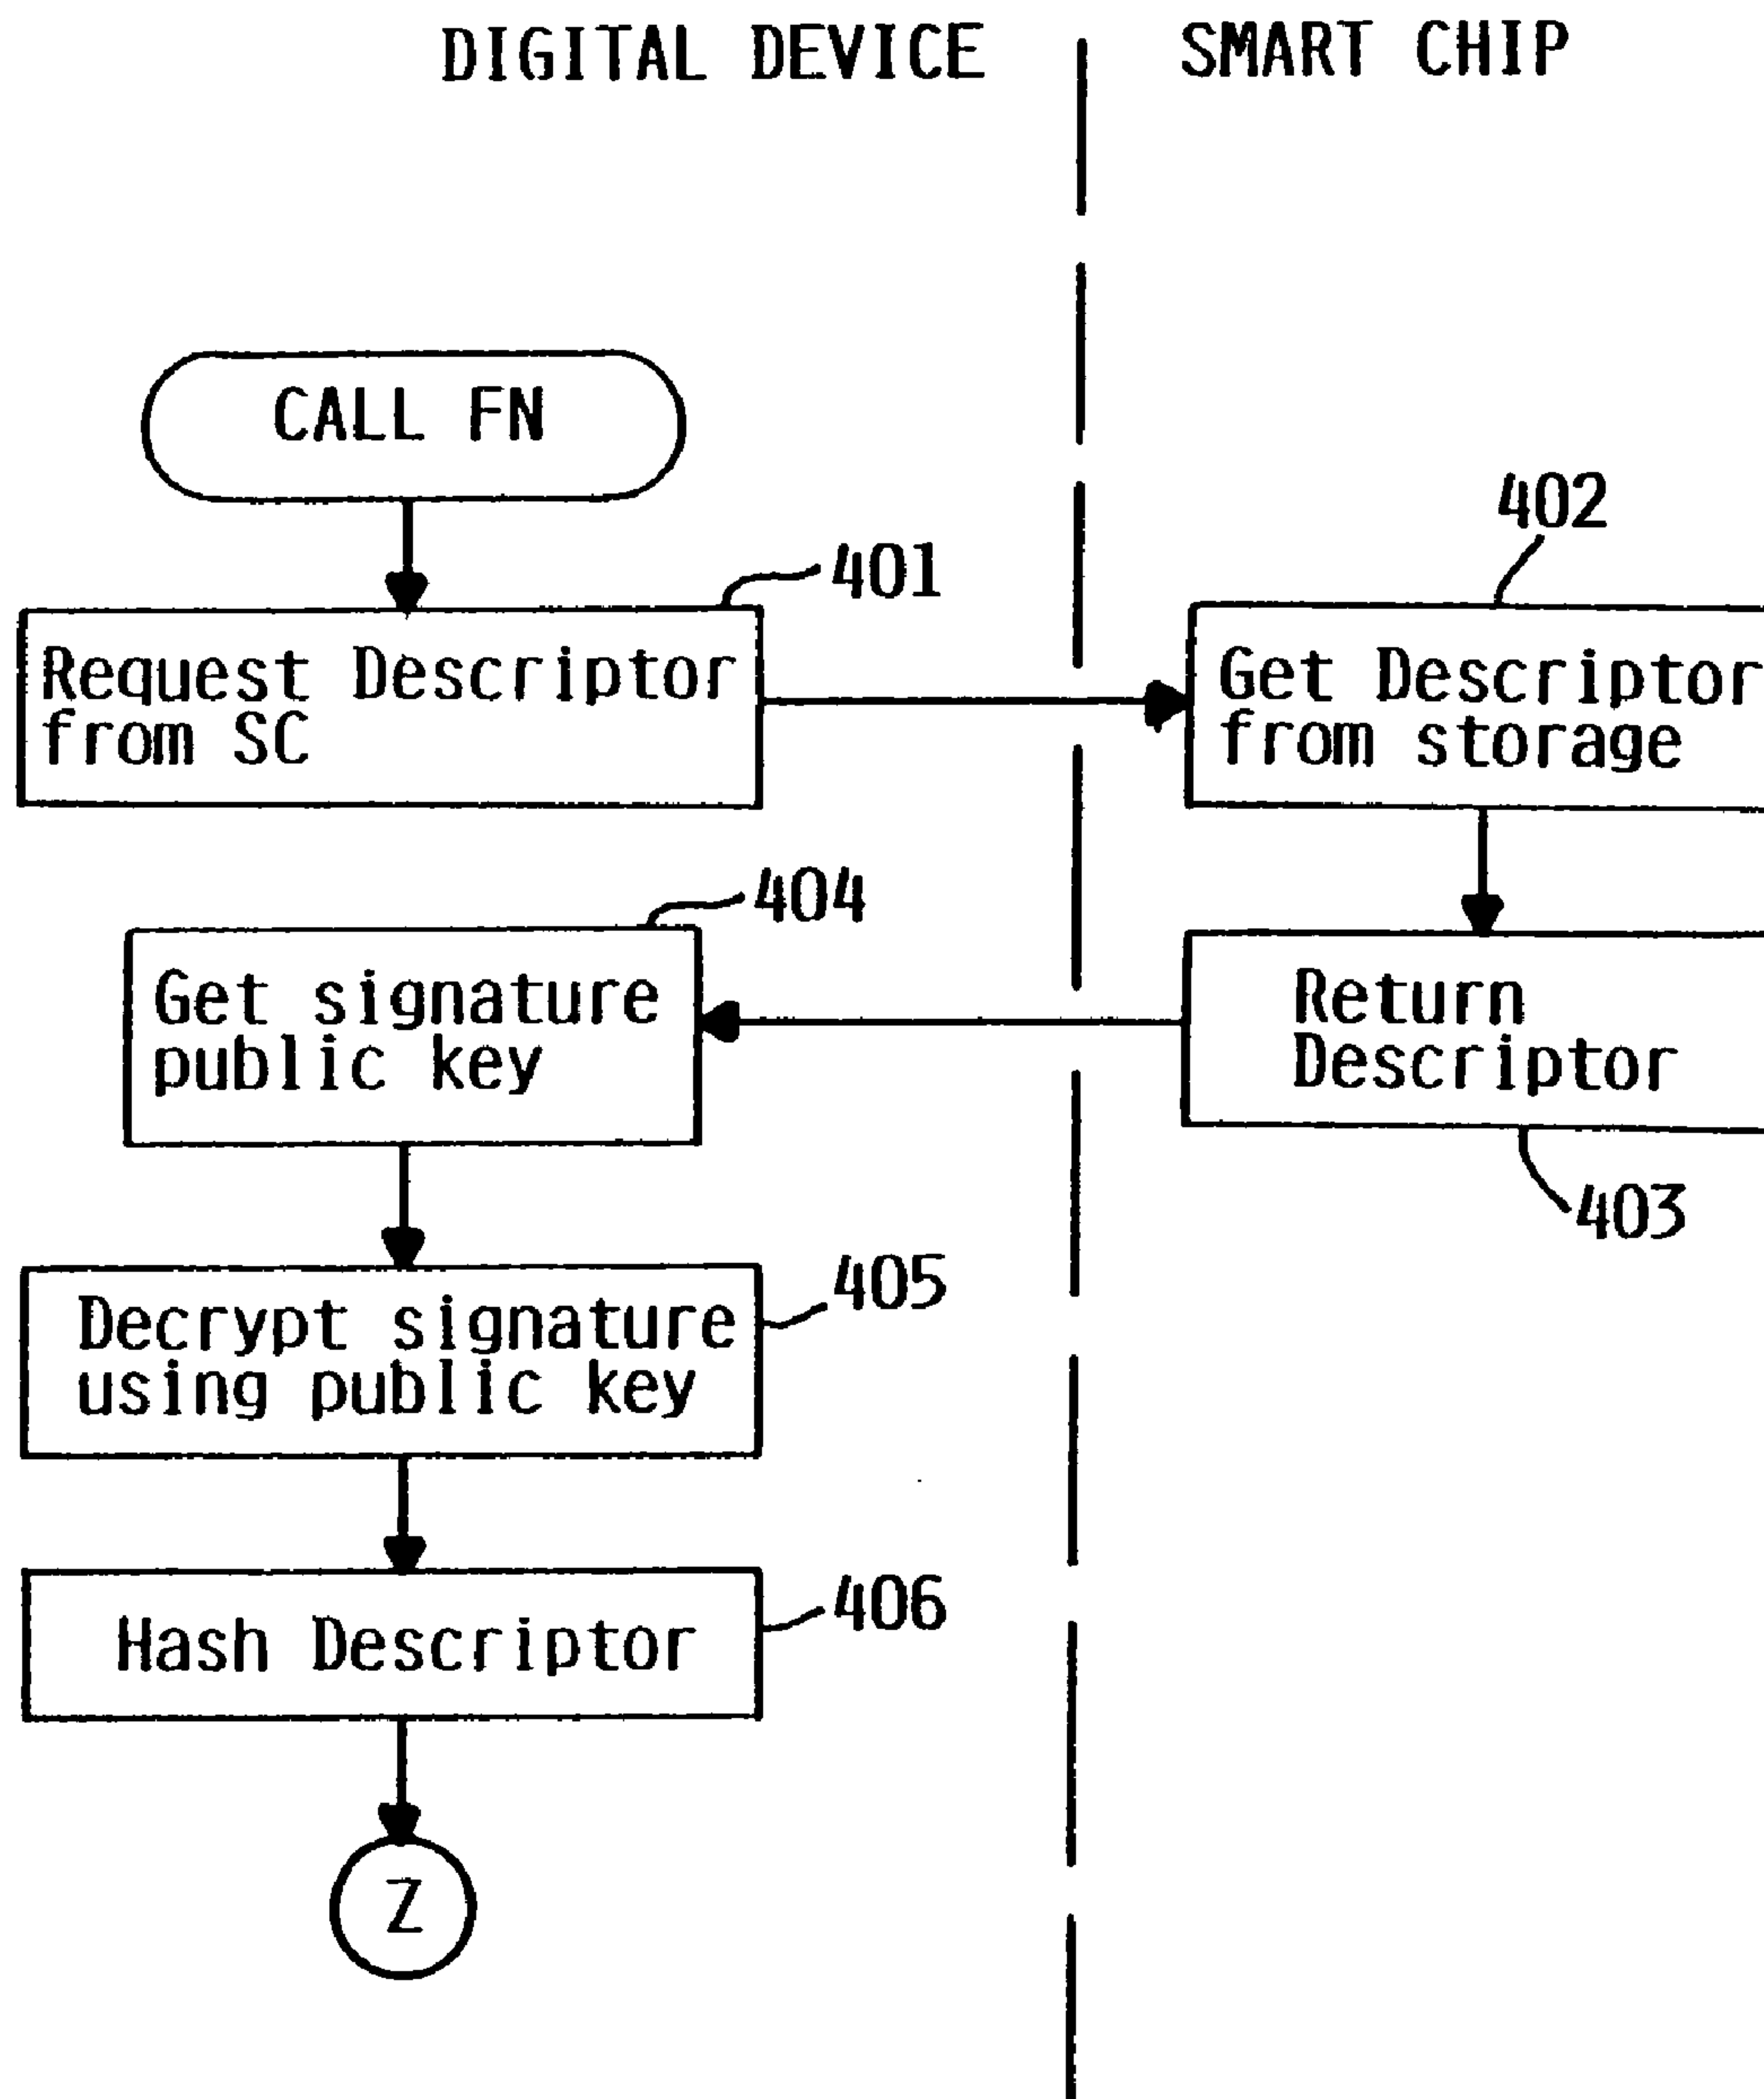 DIGITAL DEVICE
SMART CHIP
CALL FN
401
Request Descriptor
from SC
402
Get Descriptor
from storage
403
Return
Descriptor
404
Get signature
public key
405
Decrypt signature
using public key
406
Hash Descriptor
Z